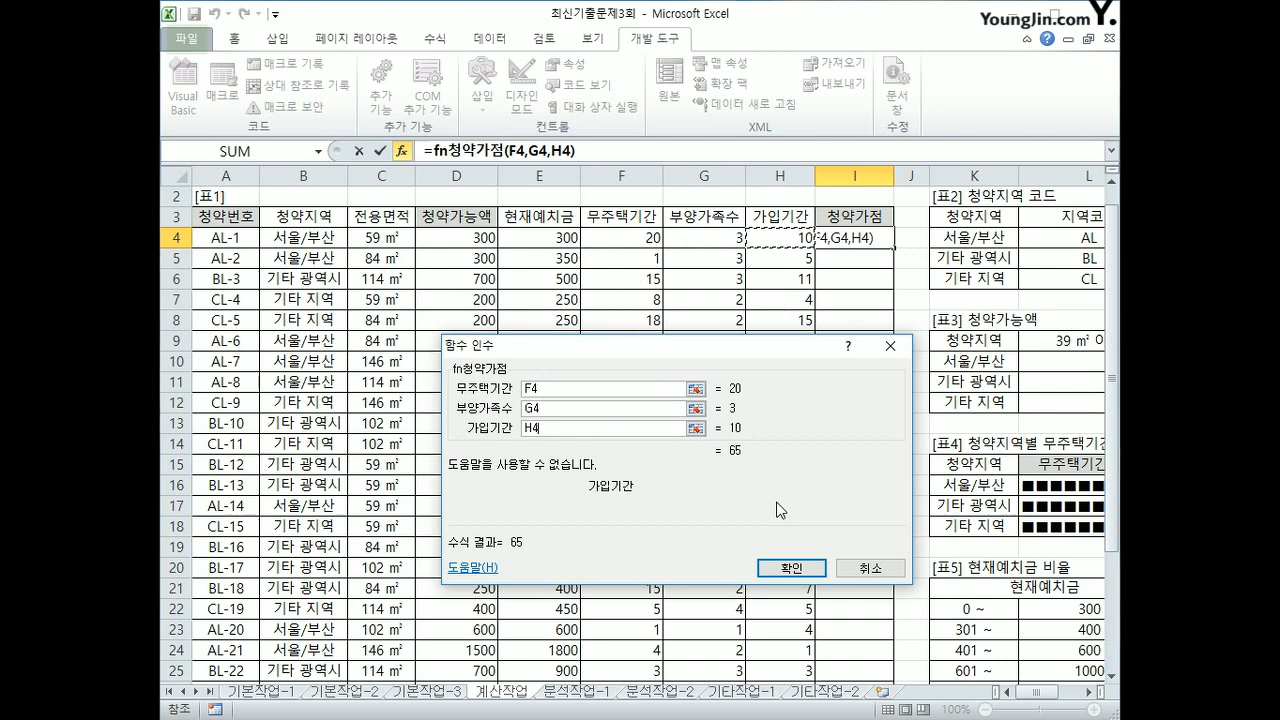 최신기출문제3회 - Microsoft Excel
YoungJin.com Y.
파일 홈 삽입 페이지 레이아웃 수식 데이터 검토 보기 개발 도구
Visual Basic 매크로 매크로 기록 상대 참조로 기록 매크로 보안 추가 기능 COM 추가 기능 삽입 디자인 모드 속성 코드 보기 대화 상자 실행 원본 맵 속성 확장 팩 데이터 새로 고침 가져오기 내보내기 문서 창
코드 추가 기능 컨트롤 XML 수정
SUM fx =fn청약가점(F4,G4,H4)
A B C D E F G H I J K L
2 [표1] [표2] 청약지역 코드
3 청약번호 청약지역 전용면적 청약가능액 현재예치금 무주택기간 부양가족수 가입기간 청약가점 청약지역 지역코
4 AL-1 서울/부산 59 ㎡ 300 300 20 3 10 F4,G4,H4) 서울/부산 AL
5 AL-2 서울/부산 84 ㎡ 300 350 1 3 5 기타 광역시 BL
6 BL-3 기타 광역시 114 ㎡ 700 500 15 3 11 기타 지역 CL
7 CL-4 기타 지역 59 ㎡ 200 250 8 2 4
8 CL-5 기타 지역 84 ㎡ 200 250 18 2 15 [표3] 청약가능액
9 AL-6 서울/부산 84 ㎡ 청약지역 39 ㎡ 이
10 AL-7 서울/부산 146 ㎡ 서울/부산
11 AL-8 서울/부산 114 ㎡ 기타 광역시
12 CL-9 기타 지역 146 ㎡ 기타 지역
13 BL-10 기타 광역시 102 ㎡
14 CL-11 기타 지역 102 ㎡ [표4] 청약지역별 무주택기간
15 BL-12 기타 광역시 59 ㎡ 청약지역 무주택기간
16 BL-13 기타 광역시 59 ㎡ 서울/부산 ■■■■■■
17 AL-14 서울/부산 59 ㎡ 기타 광역시 ■■■■■■
18 CL-15 기타 지역 59 ㎡ 기타 지역 ■■■■■■
19 BL-16 기타 광역시 84 ㎡
20 BL-17 기타 광역시 102 ㎡ [표5] 현재예치금 비율
21 BL-18 기타 광역시 84 ㎡ 250 400 15 2 7 현재예치금
22 CL-19 기타 지역 114 ㎡ 400 450 5 4 5 0 ~ 300
23 AL-20 서울/부산 102 ㎡ 600 600 1 1 4 301 ~ 400
24 AL-21 서울/부산 146 ㎡ 1500 1800 4 2 1 401 ~ 600
25 BL-22 기타 광역시 114 ㎡ 700 900 3 3 3 601 ~ 1000
함수 인수 ?
fn청약가점
무주택기간 F4 = 20
부양가족수 G4 = 3
가입기간 H4 = 10
= 65
도움말을 사용할 수 없습니다.
가입기간
수식 결과= 65
도움말(H) 확인 취소
기본작업-1 기본작업-2 기본작업-3 계산작업 분석작업-1 분석작업-2 기타작업-1 기타작업-2
참조 100%